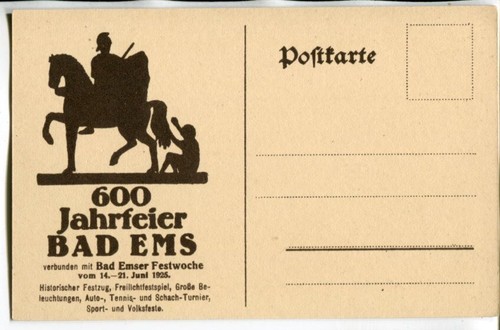 600
Jahrfeier
BAD EMS
verbunden mit Bad Emser Festwoche
vom 14.—21. Juni 1925.
Historischer Festzug, Freilichtfestspiel, Große Be-
leuchtungen, Auto-, Tennis- und Schach-Turnier,
Sport- und Volksfeste.
Poſtkarte